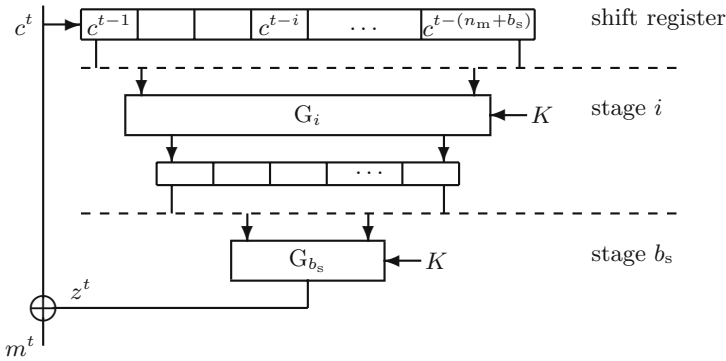 c^t c^{t-1} c^{t-i} ... c^{t-(n_m+b_s)} shift register
G_i K stage i
...
G_{b_s} K stage b_s
z^t
m^t